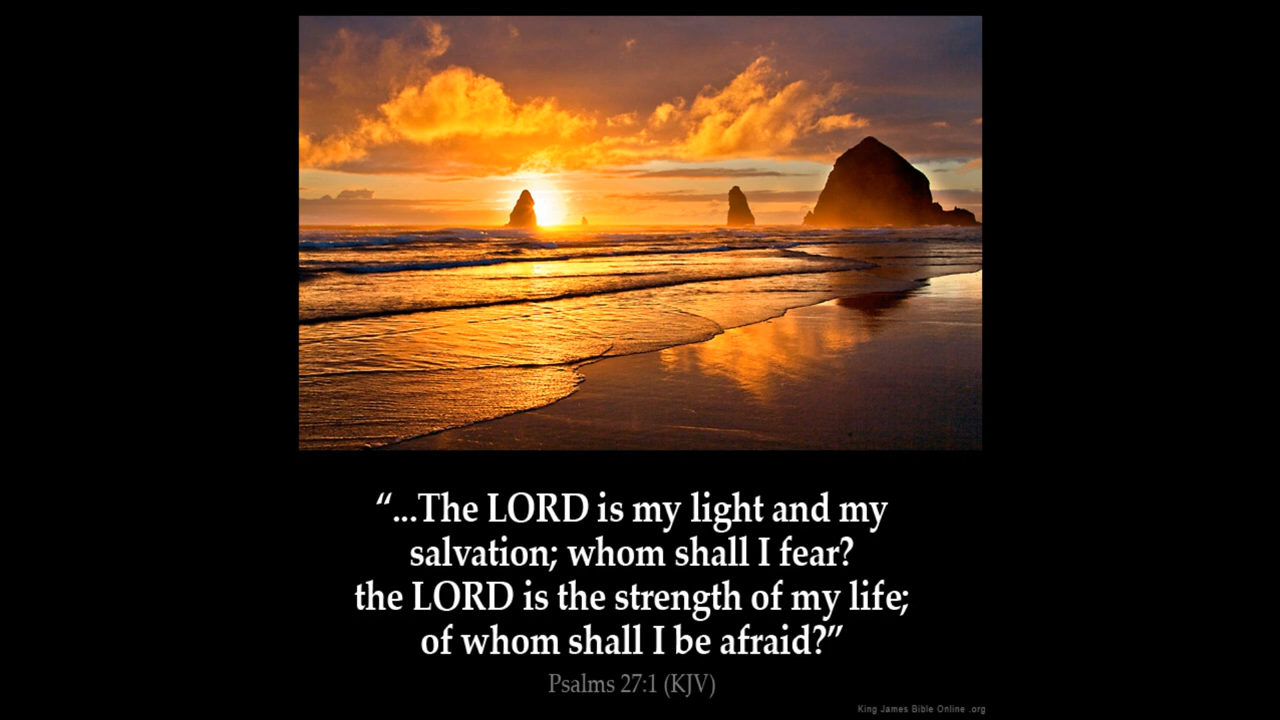 “...The LORD is my light and my
salvation; whom shall I fear?
the LORD is the strength of my life;
of whom shall I be afraid?”
Psalms 27:1 (KJV)
King James Bible Online .org